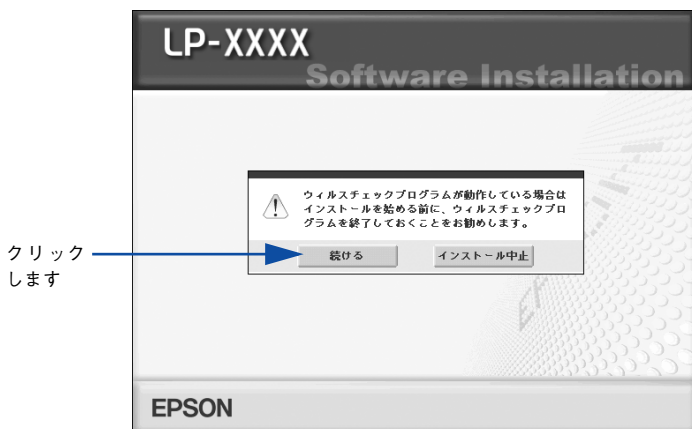 LP-XXXX
Software Installation
ウィルスチェックプログラムが動作している場合は
インストールを始める前に、ウィルスチェックプロ
グラムを終了しておくことをお勧めします。
クリック
します
続ける
インストール中止
EPSON